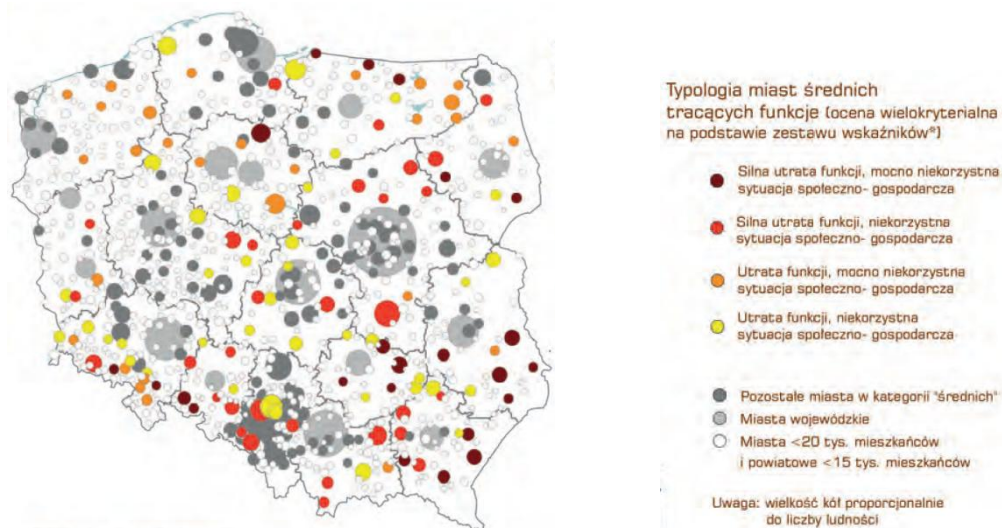 Typologia miast średnich
tracących funkcje (ocena wielokryterialna
na podstawie zestawu wskaźników*)
Silna utrata funkcji, mocno niekorzystna
sytuacja społeczno- gospodarcza
Silna utrata funkcji, niekorzystna
sytuacja społeczno- gospodarcza
Utrata funkcji, mocno niekorzystna
sytuacja społeczno- gospodarcza
Utrata funkcji, niekorzystna
sytuacja społeczno- gospodarcza
Pozostałe miasta w kategorii "średnich"
Miasta wojewódzkie
Miasta <20 tys. mieszkańców
i powiatowe <15 tys. mieszkańców
Uwaga: wielkość kół proporcjonalnie
do liczby ludności